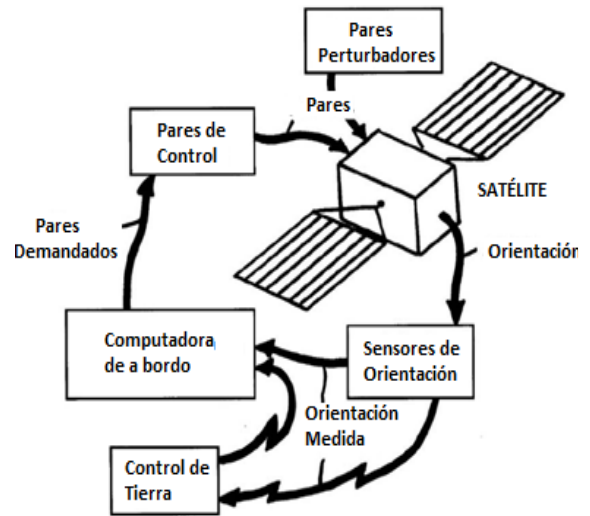 Pares
Perturbadores
Pares
Pares de
Control
SATÉLITE
Pares
Demandados
Orientación
Computadora
de a bordo
Sensores de
Orientación
Orientación
Medida
Control de
Tierra